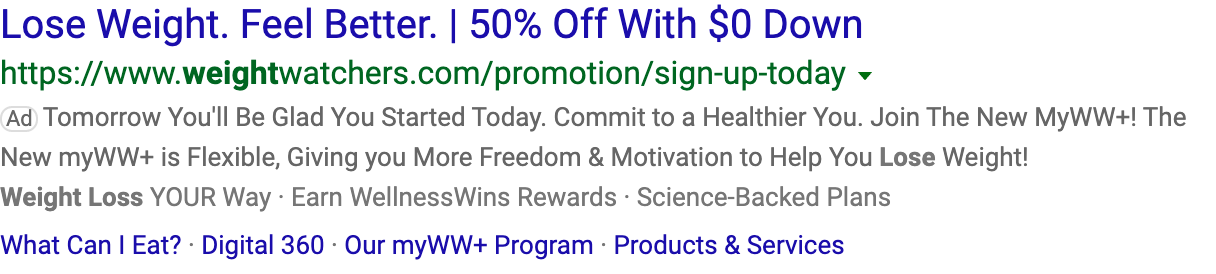 Lose Weight. Feel Better. | 50% Off With $0 Down
https://www.weightwatchers.com/promotion/sign-up-today
Ad Tomorrow You'll Be Glad You Started Today. Commit to a Healthier You. Join The New MyWW+! The
New myWW+ is Flexible, Giving you More Freedom & Motivation to Help You Lose Weight!
Weight Loss YOUR Way · Earn WellnessWins Rewards · Science-Backed Plans
What Can I Eat? · Digital 360 · Our myWW+ Program · Products & Services